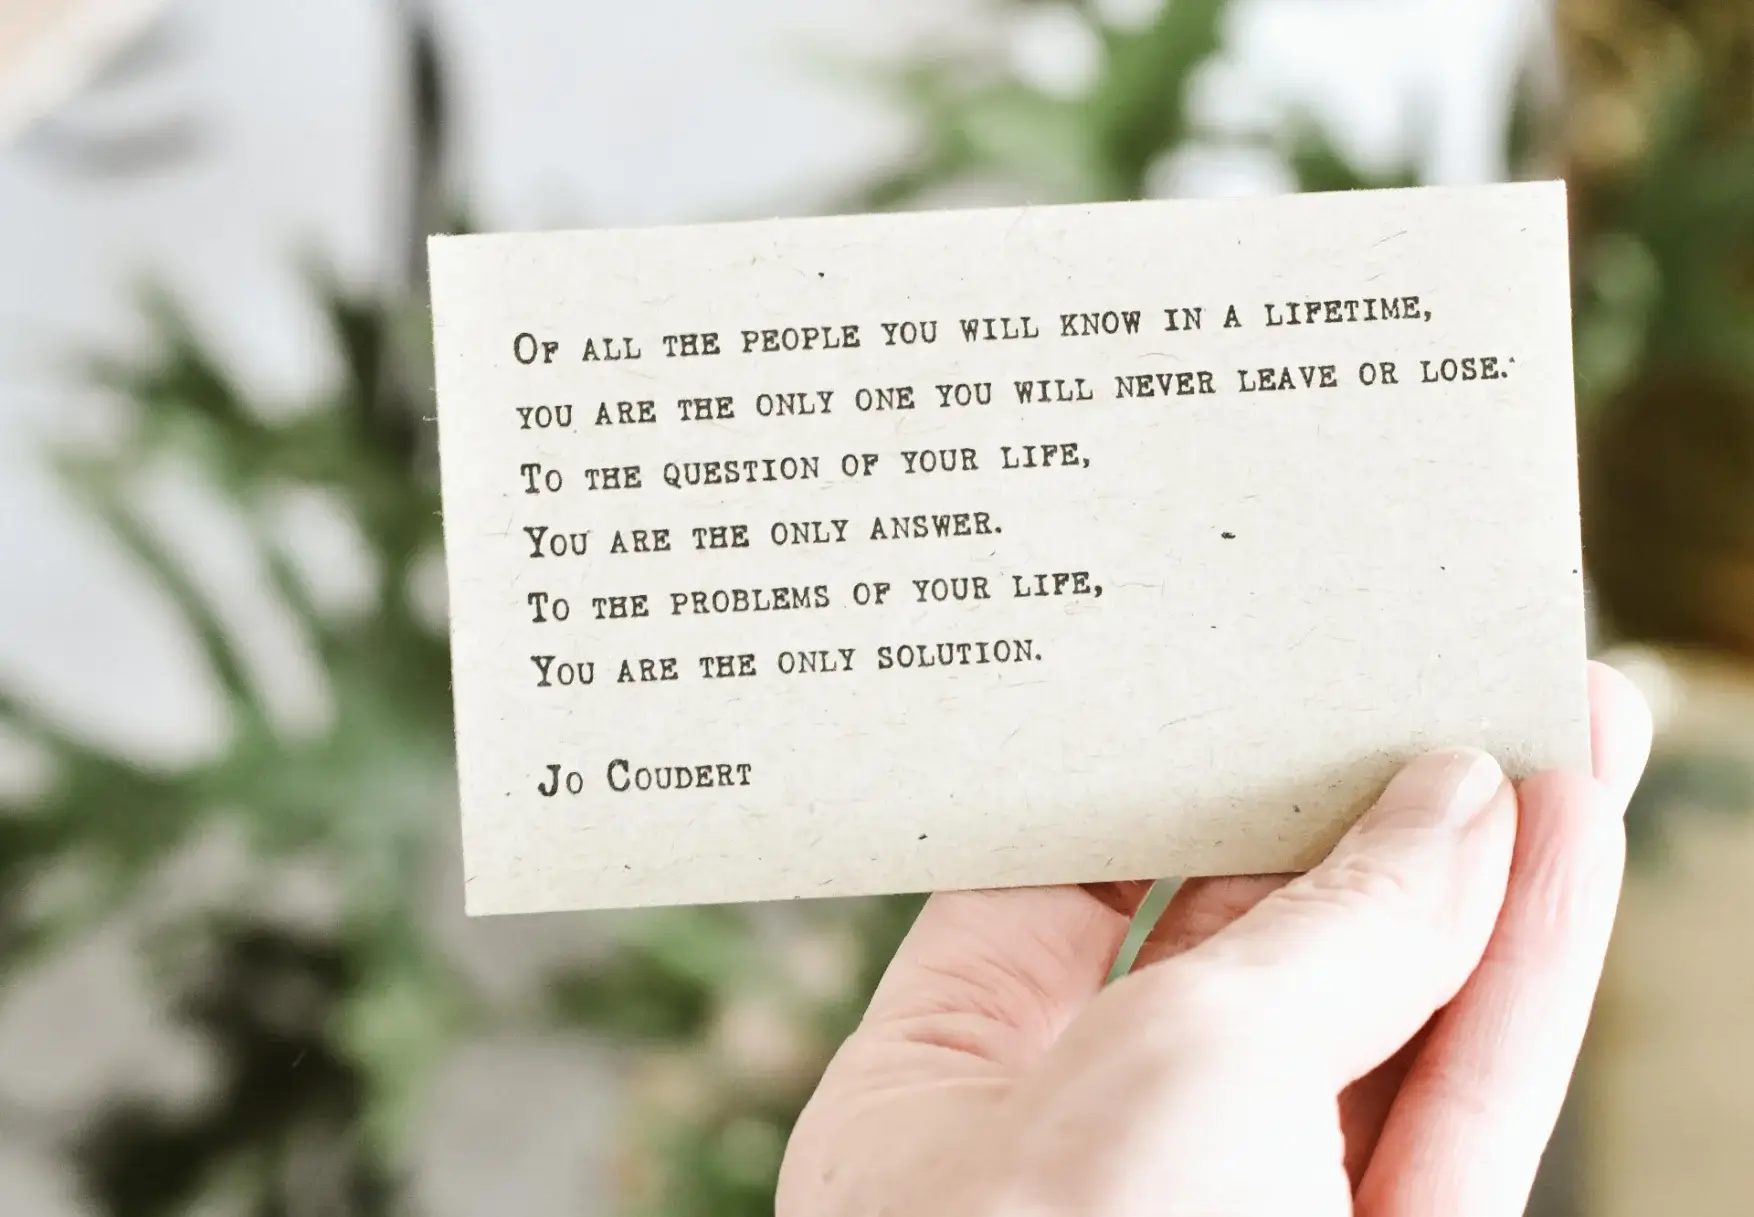 Of all the people you will know in a lifetime,
you are the only one you will never leave or lose.
To the question of your life,
You are the only answer.
To the problems of your life,
You are the only solution.
Jo Coudert